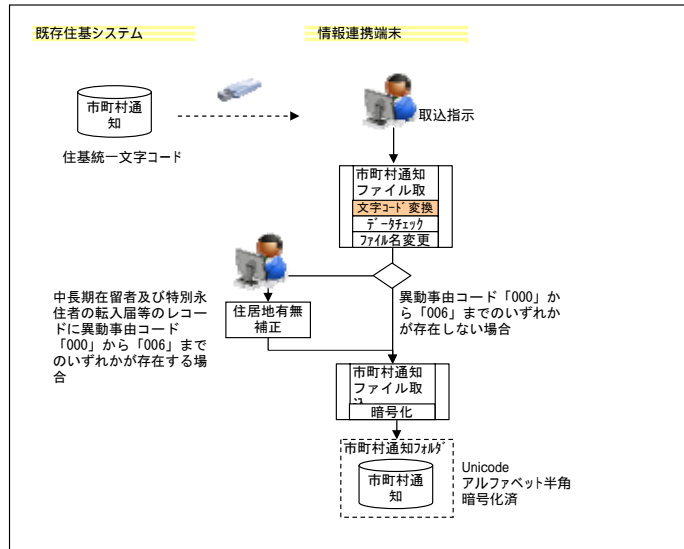 既存住基システム
情報連携端末
市町村通
知
住基統一文字コード
取込指示
市町村通知
ファイル取
文字ｺｰﾄﾞ変換
ﾃﾞｰﾀﾁｪｯｸ
ﾌｧｲﾙ名変更
中長期在留者及び特別永
住者の転入届等のレコー
ドに異動事由コード
「000」から「006」まで
のいずれかが存在する場
合
住居地有無
補正
異動事由コード「000」か
ら「006」までのいずれか
が存在しない場合
市町村通知
ファイル取
暗号化
市町村通知ﾌｫﾙﾀﾞ
市町村通
知
Unicode
アルファベット半角
暗号化済